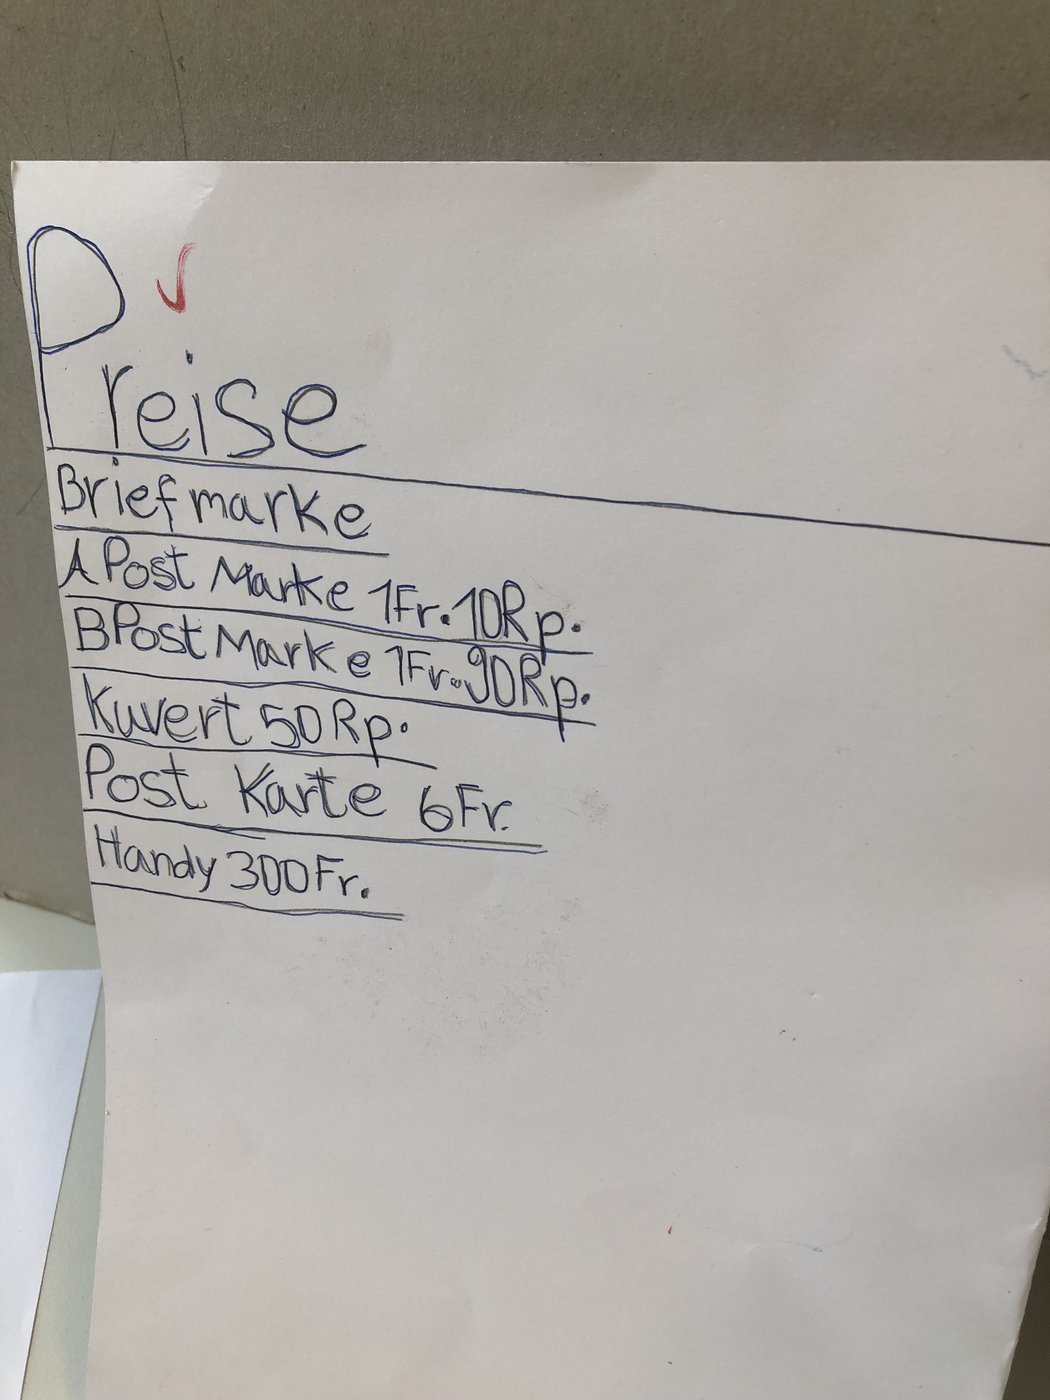 Preise
Briefmarke
A Post Marke 1Fr.10Rp.
B Post Marke 1Fr.90Rp.
Kuvert 50Rp.
Post Karte 6Fr.
Handy 300Fr.